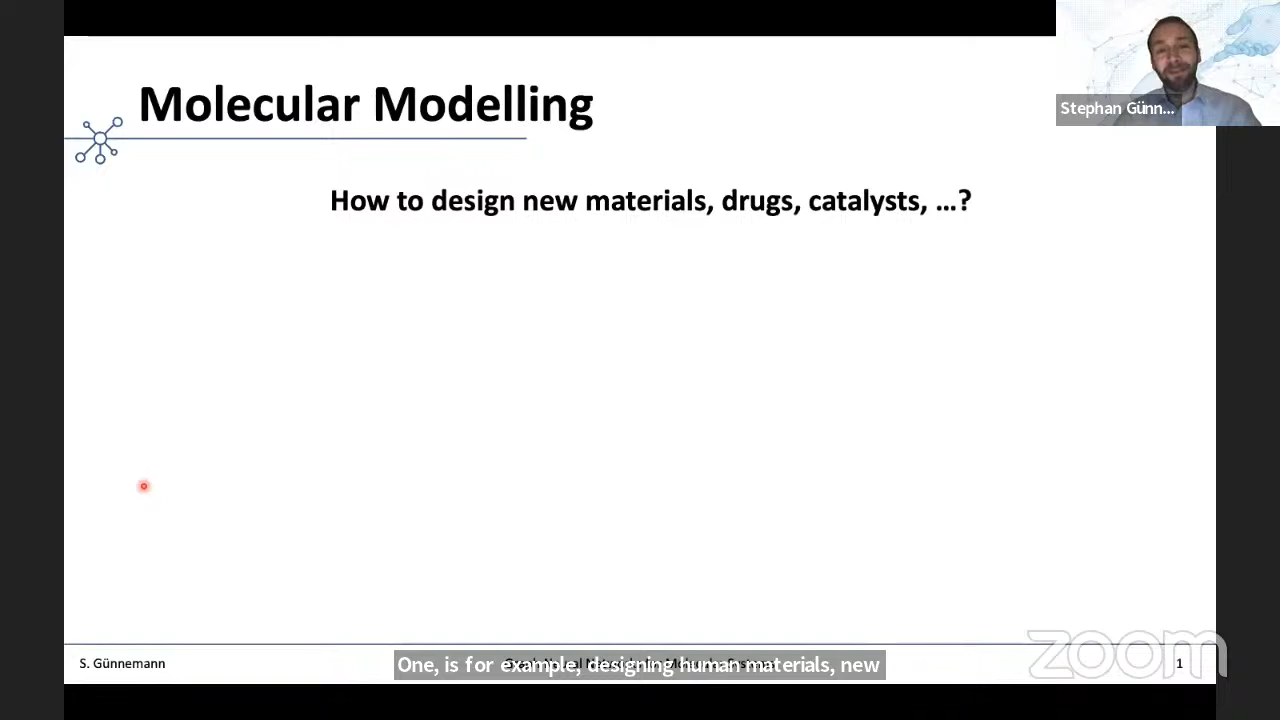 Molecular Modelling
Stephan Günn...
How to design new materials, drugs, catalysts, ...?
S. Günnemann
One, is for example, designing human materials, new
zoom
1